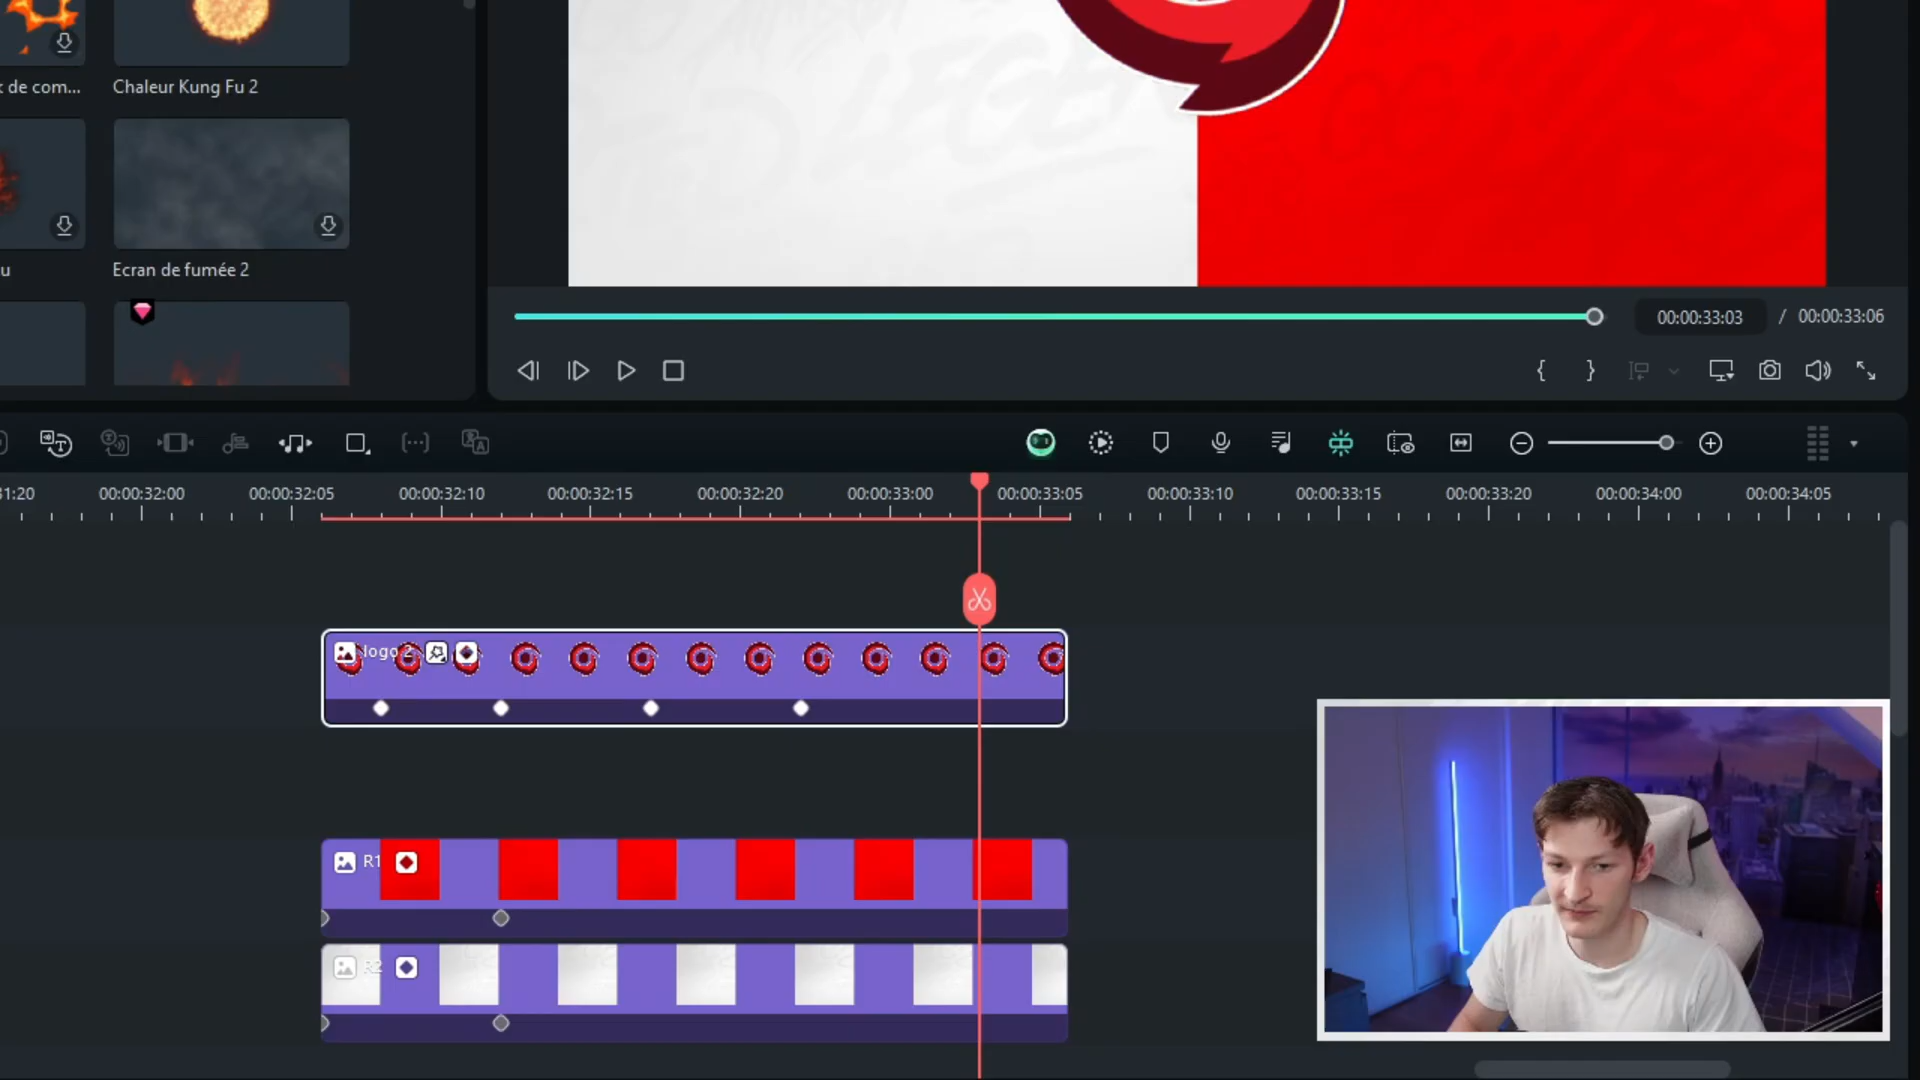 k de com...
Chaleur Kung Fu 2
u
Ecran de fumée 2
00:00:33:03 / 00:00:33:06
31:20
00:00:32:00
00:00:32:05
00:00:32:10
00:00:32:15
00:00:32:20
00:00:33:00
00:00:33:05
00:00:33:10
00:00:33:15
00:00:33:20
00:00:34:00
00:00:34:05
logo 2
R1
R2